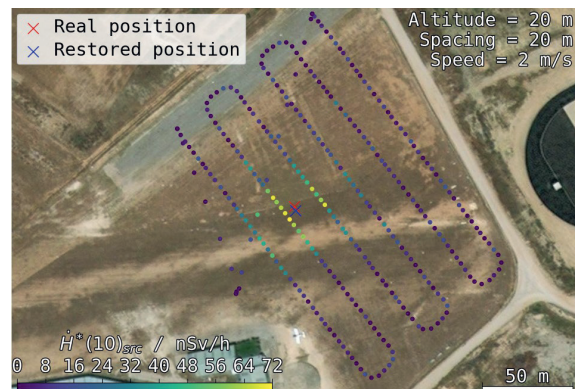 Real position
Restored position
Altitude = 20 m
Spacing = 20 m
Speed = 2 m/s
Ḣ*(10)src / nSv/h
0 8 16 24 32 40 48 56 64 72
50 m